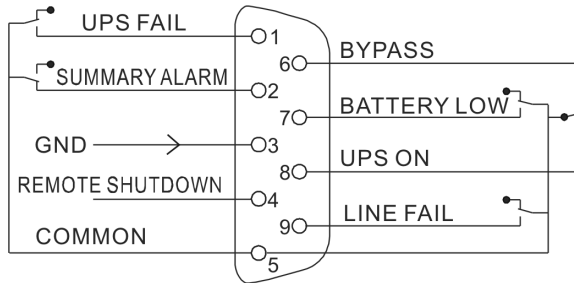 UPS FAIL
1
6
BYPASS
SUMMARY ALARM
2
7
BATTERY LOW
GND
3
8
UPS ON
REMOTE SHUTDOWN
4
9
LINE FAIL
COMMON
5